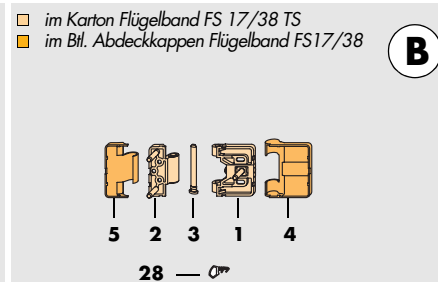 im Karton Flügelband FS 17/38 TS
im Btl. Abdeckkappen Flügelband FS17/38
B
5 2 3 1 4
28